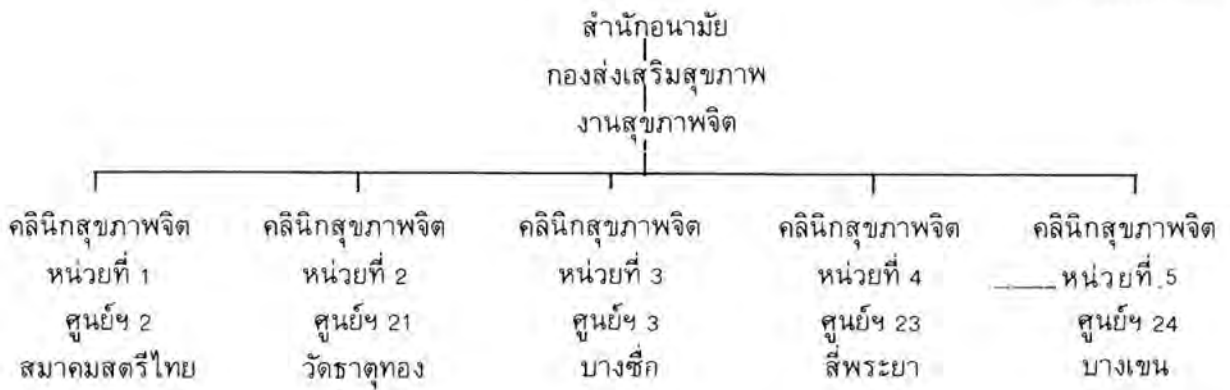 สำนักอนามัย
กองส่งเสริมสุขภาพ
งานสุขภาพจิต
คลินิกสุขภาพจิต คลินิกสุขภาพจิต คลินิกสุขภาพจิต คลินิกสุขภาพจิต คลินิกสุขภาพจิต
หน่วยที่ 1 หน่วยที่ 2 หน่วยที่ 3 หน่วยที่ 4 หน่วยที่ 5
ศูนย์ฯ 2 ศูนย์ฯ 21 ศูนย์ฯ 3 ศูนย์ฯ 23 ศูนย์ฯ 24
สมาคมสตรีไทย วัดธาตุทอง บางซื่อ สี่พระยา บางเขน